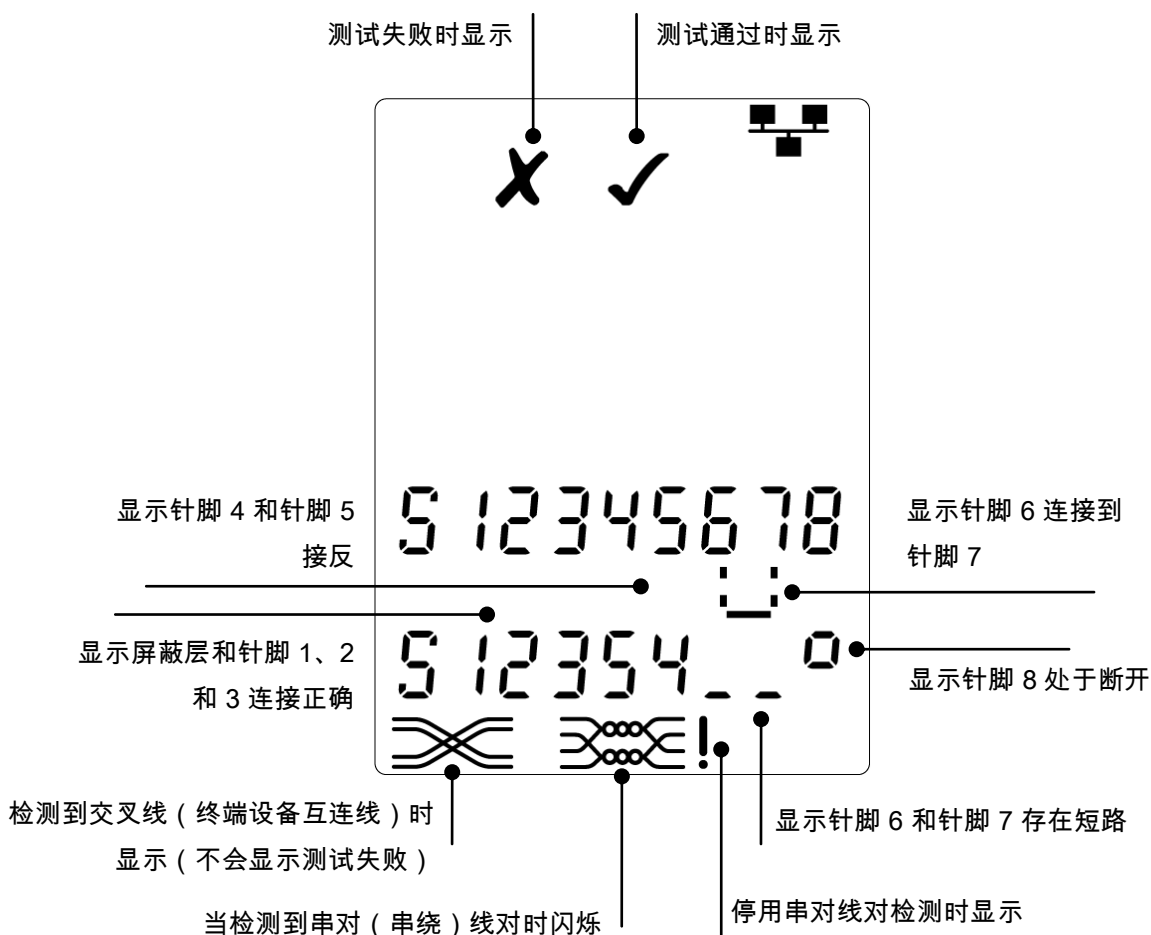 测试失败时显示
测试通过时显示
S12345678
显示针脚 4 和针脚 5
接反
显示针脚 6 连接到
针脚 7
显示屏蔽层和针脚 1、2
和 3 连接正确
S12354_ _ o
显示针脚 8 处于断开
!
检测到交叉线(终端设备互连线)时
显示(不会显示测试失败)
显示针脚 6 和针脚 7 存在短路
当检测到串对(串绕)线对时闪烁
停用串对线对检测时显示